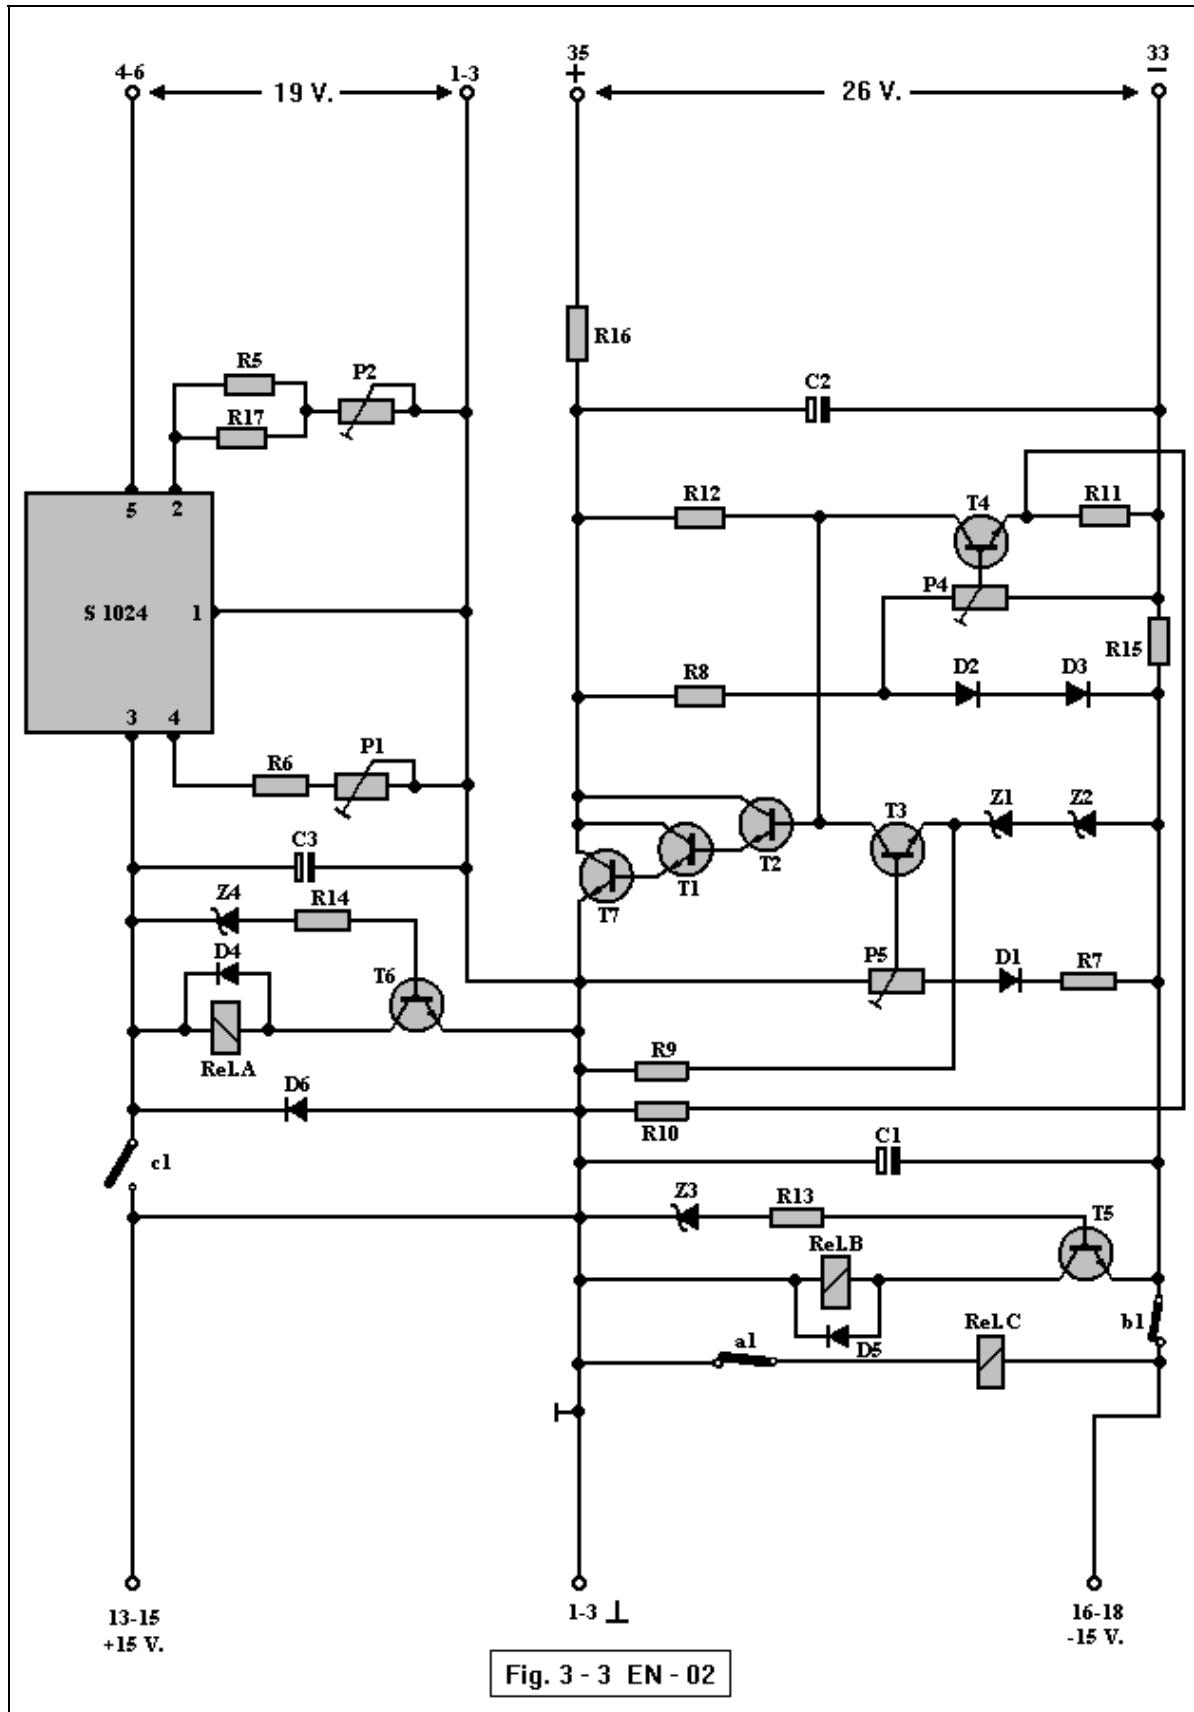 4-6
19 V.
1-3
35
+
26 V.
33
−
R16
R5
P2
R17
C2
R12
T4
R11
5
2
S 1024
1
3
4
P4
R15
R8
D2
D3
R6
P1
T3
Z1
Z2
T2
T1
T7
C3
Z4
R14
D4
T6
Rel.A
P5
D1
R7
R9
D6
R10
C1
c1
Z3
R13
T5
Rel.B
D5
a1
Rel.C
b1
13-15
+15 V.
1-3 ⊥
16-18
-15 V.
Fig. 3 - 3 EN - 02